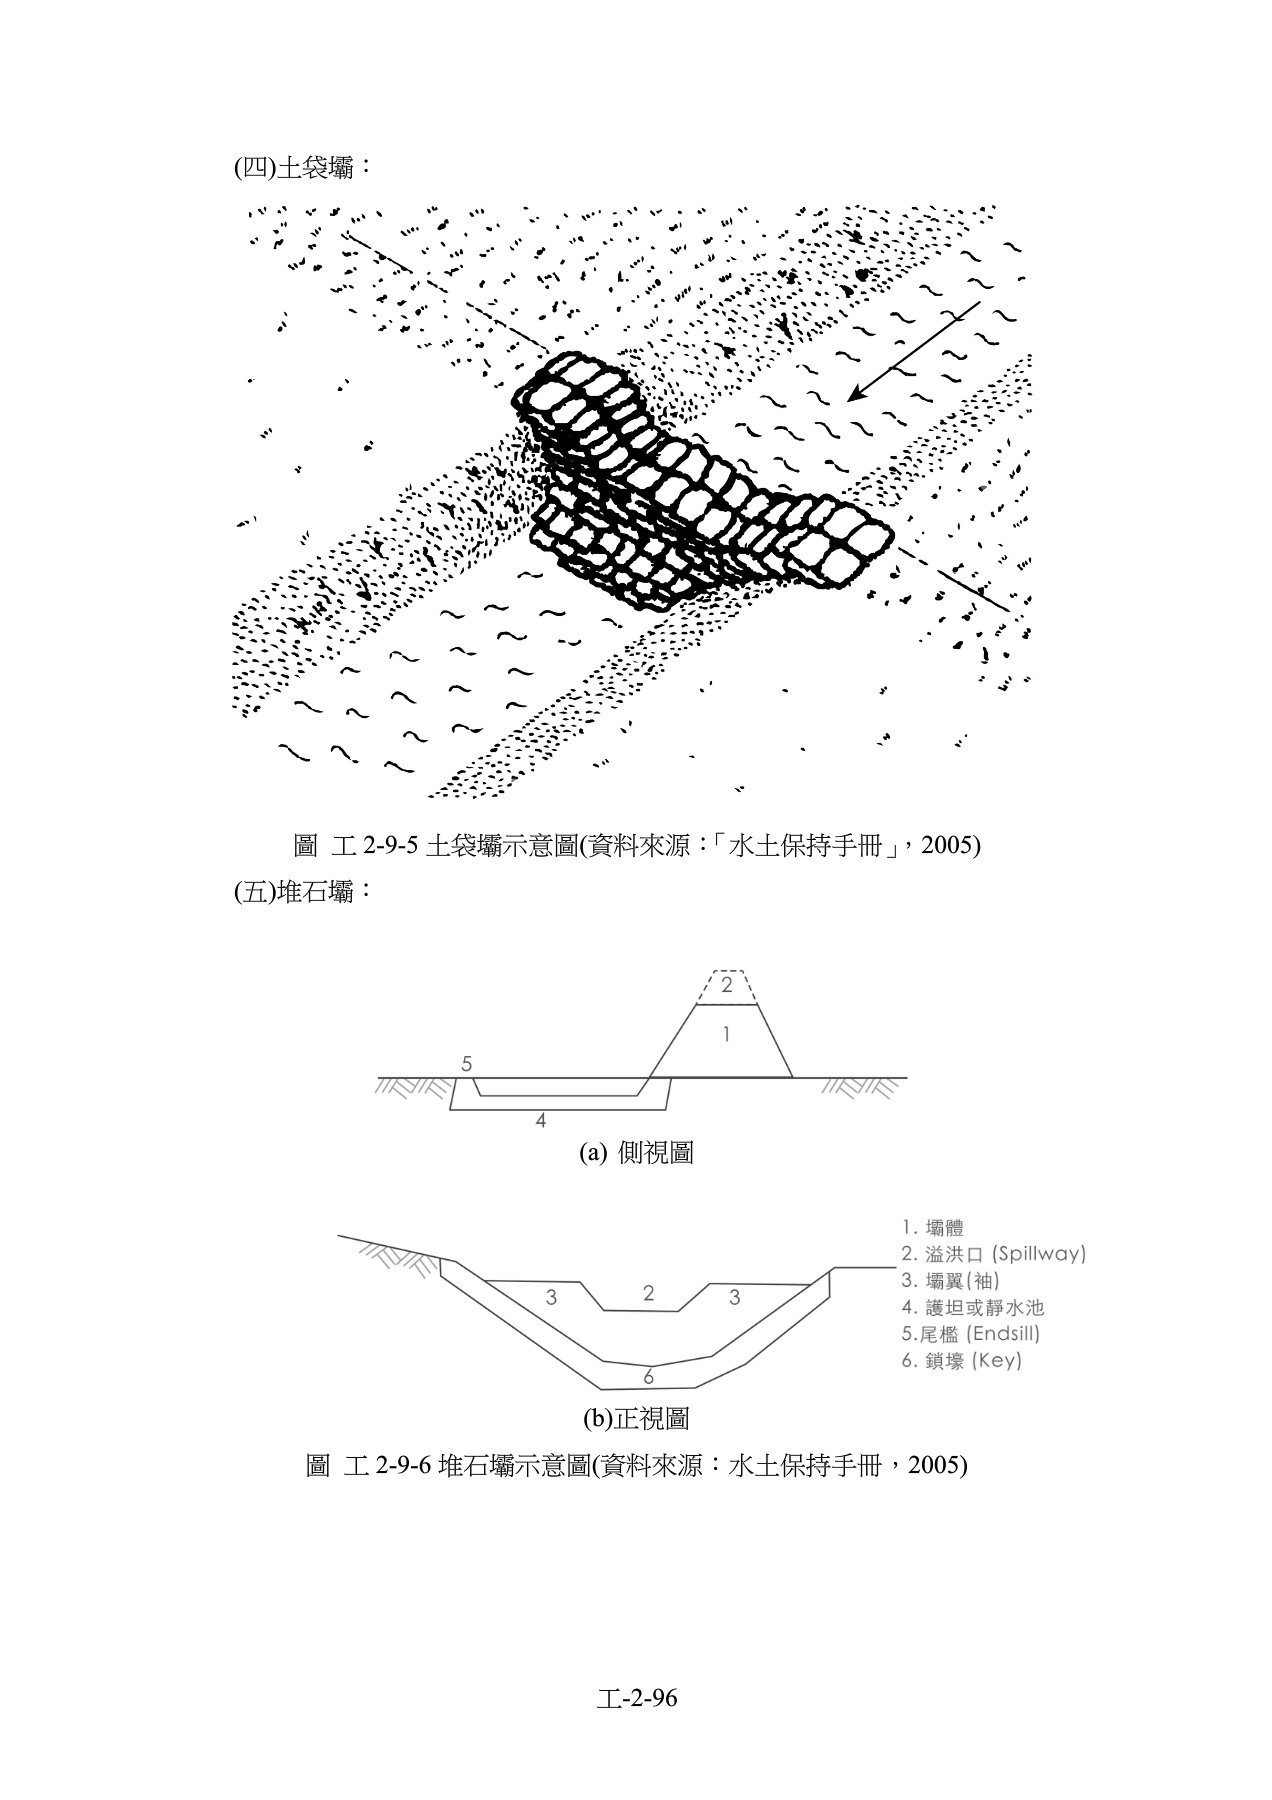 (四)土袋壩：
圖 工 2-9-5 土袋壩示意圖(資料來源：「水土保持手冊」，2005)
(五)堆石壩：
2
1
5
4
(a) 側視圖
1. 壩體
2. 溢洪口 (Spillway)
3. 壩翼(袖)
4. 護坦或靜水池
5.尾檻 (Endsill)
6. 鎖壕 (Key)
3
2
3
6
(b)正視圖
圖 工 2-9-6 堆石壩示意圖(資料來源：水土保持手冊，2005)
工-2-96